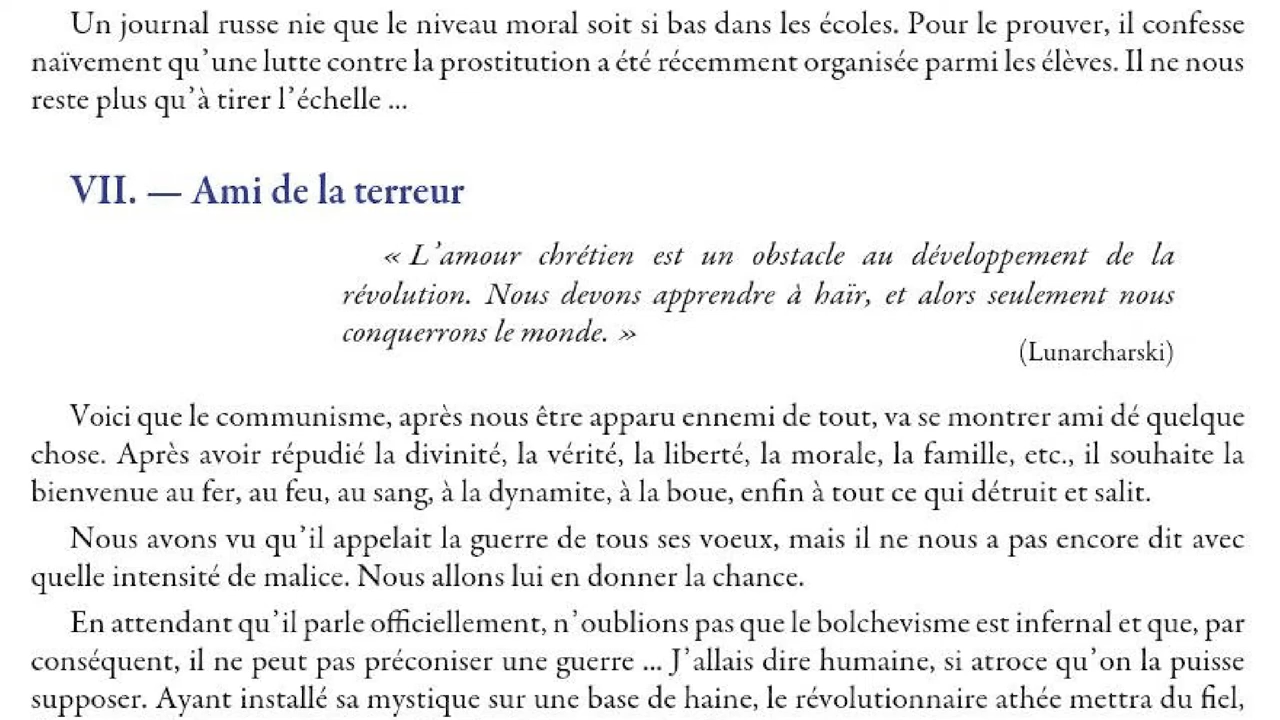 Un journal russe nie que le niveau moral soit si bas dans les écoles. Pour le prouver, il confesse
naïvement qu’une lutte contre la prostitution a été récemment organisée parmi les élèves. Il ne nous
reste plus qu’à tirer l’échelle ...
VII. — Ami de la terreur
« L’amour chrétien est un obstacle au développement de la
révolution. Nous devons apprendre à haïr, et alors seulement nous
conquerrons le monde. »
(Lunarcharski)
Voici que le communisme, après nous être apparu ennemi de tout, va se montrer ami dé quelque
chose. Après avoir répudié la divinité, la vérité, la liberté, la morale, la famille, etc., il souhaite la
bienvenue au fer, au feu, au sang, à la dynamite, à la boue, enfin à tout ce qui détruit et salit.
Nous avons vu qu’il appelait la guerre de tous ses voeux, mais il ne nous a pas encore dit avec
quelle intensité de malice. Nous allons lui en donner la chance.
En attendant qu’il parle officiellement, n’oublions pas que le bolchevisme est infernal et que, par
conséquent, il ne peut pas préconiser une guerre ... J’allais dire humaine, si atroce qu’on la puisse
supposer. Ayant installé sa mystique sur une base de haine, le révolutionnaire athée mettra du fiel,